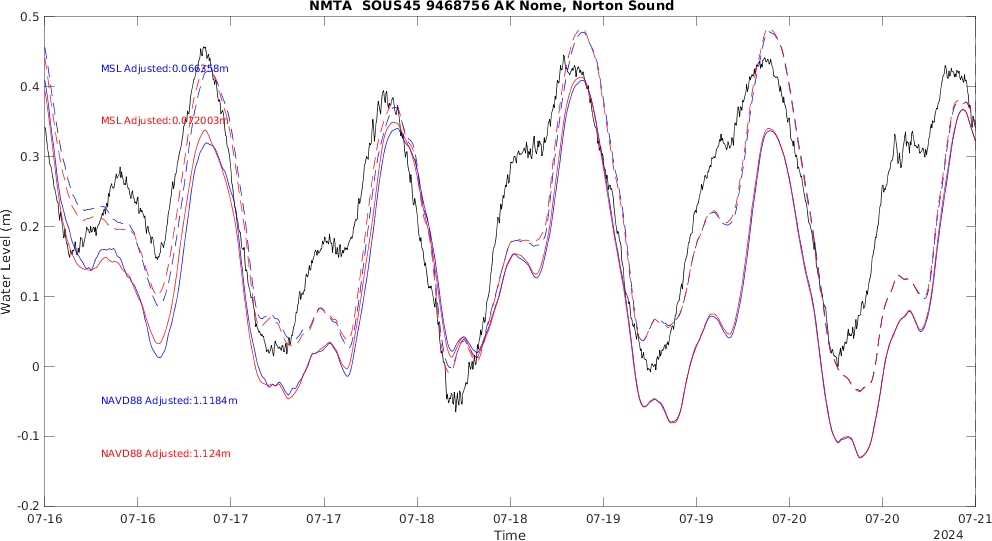 NMTA SOUS45 9468756 AK Nome, Norton Sound
0.5
0.4
0.3
0.2
0.1
0
-0.1
-0.2
Water Level (m)
MSL Adjusted:0.066358m
MSL Adjusted:0.072003m
NAVD88 Adjusted:1.1184m
NAVD88 Adjusted:1.124m
07-16 07-16 07-17 07-17 07-18 07-18 07-19 07-19 07-20 07-20 07-21
Time
2024